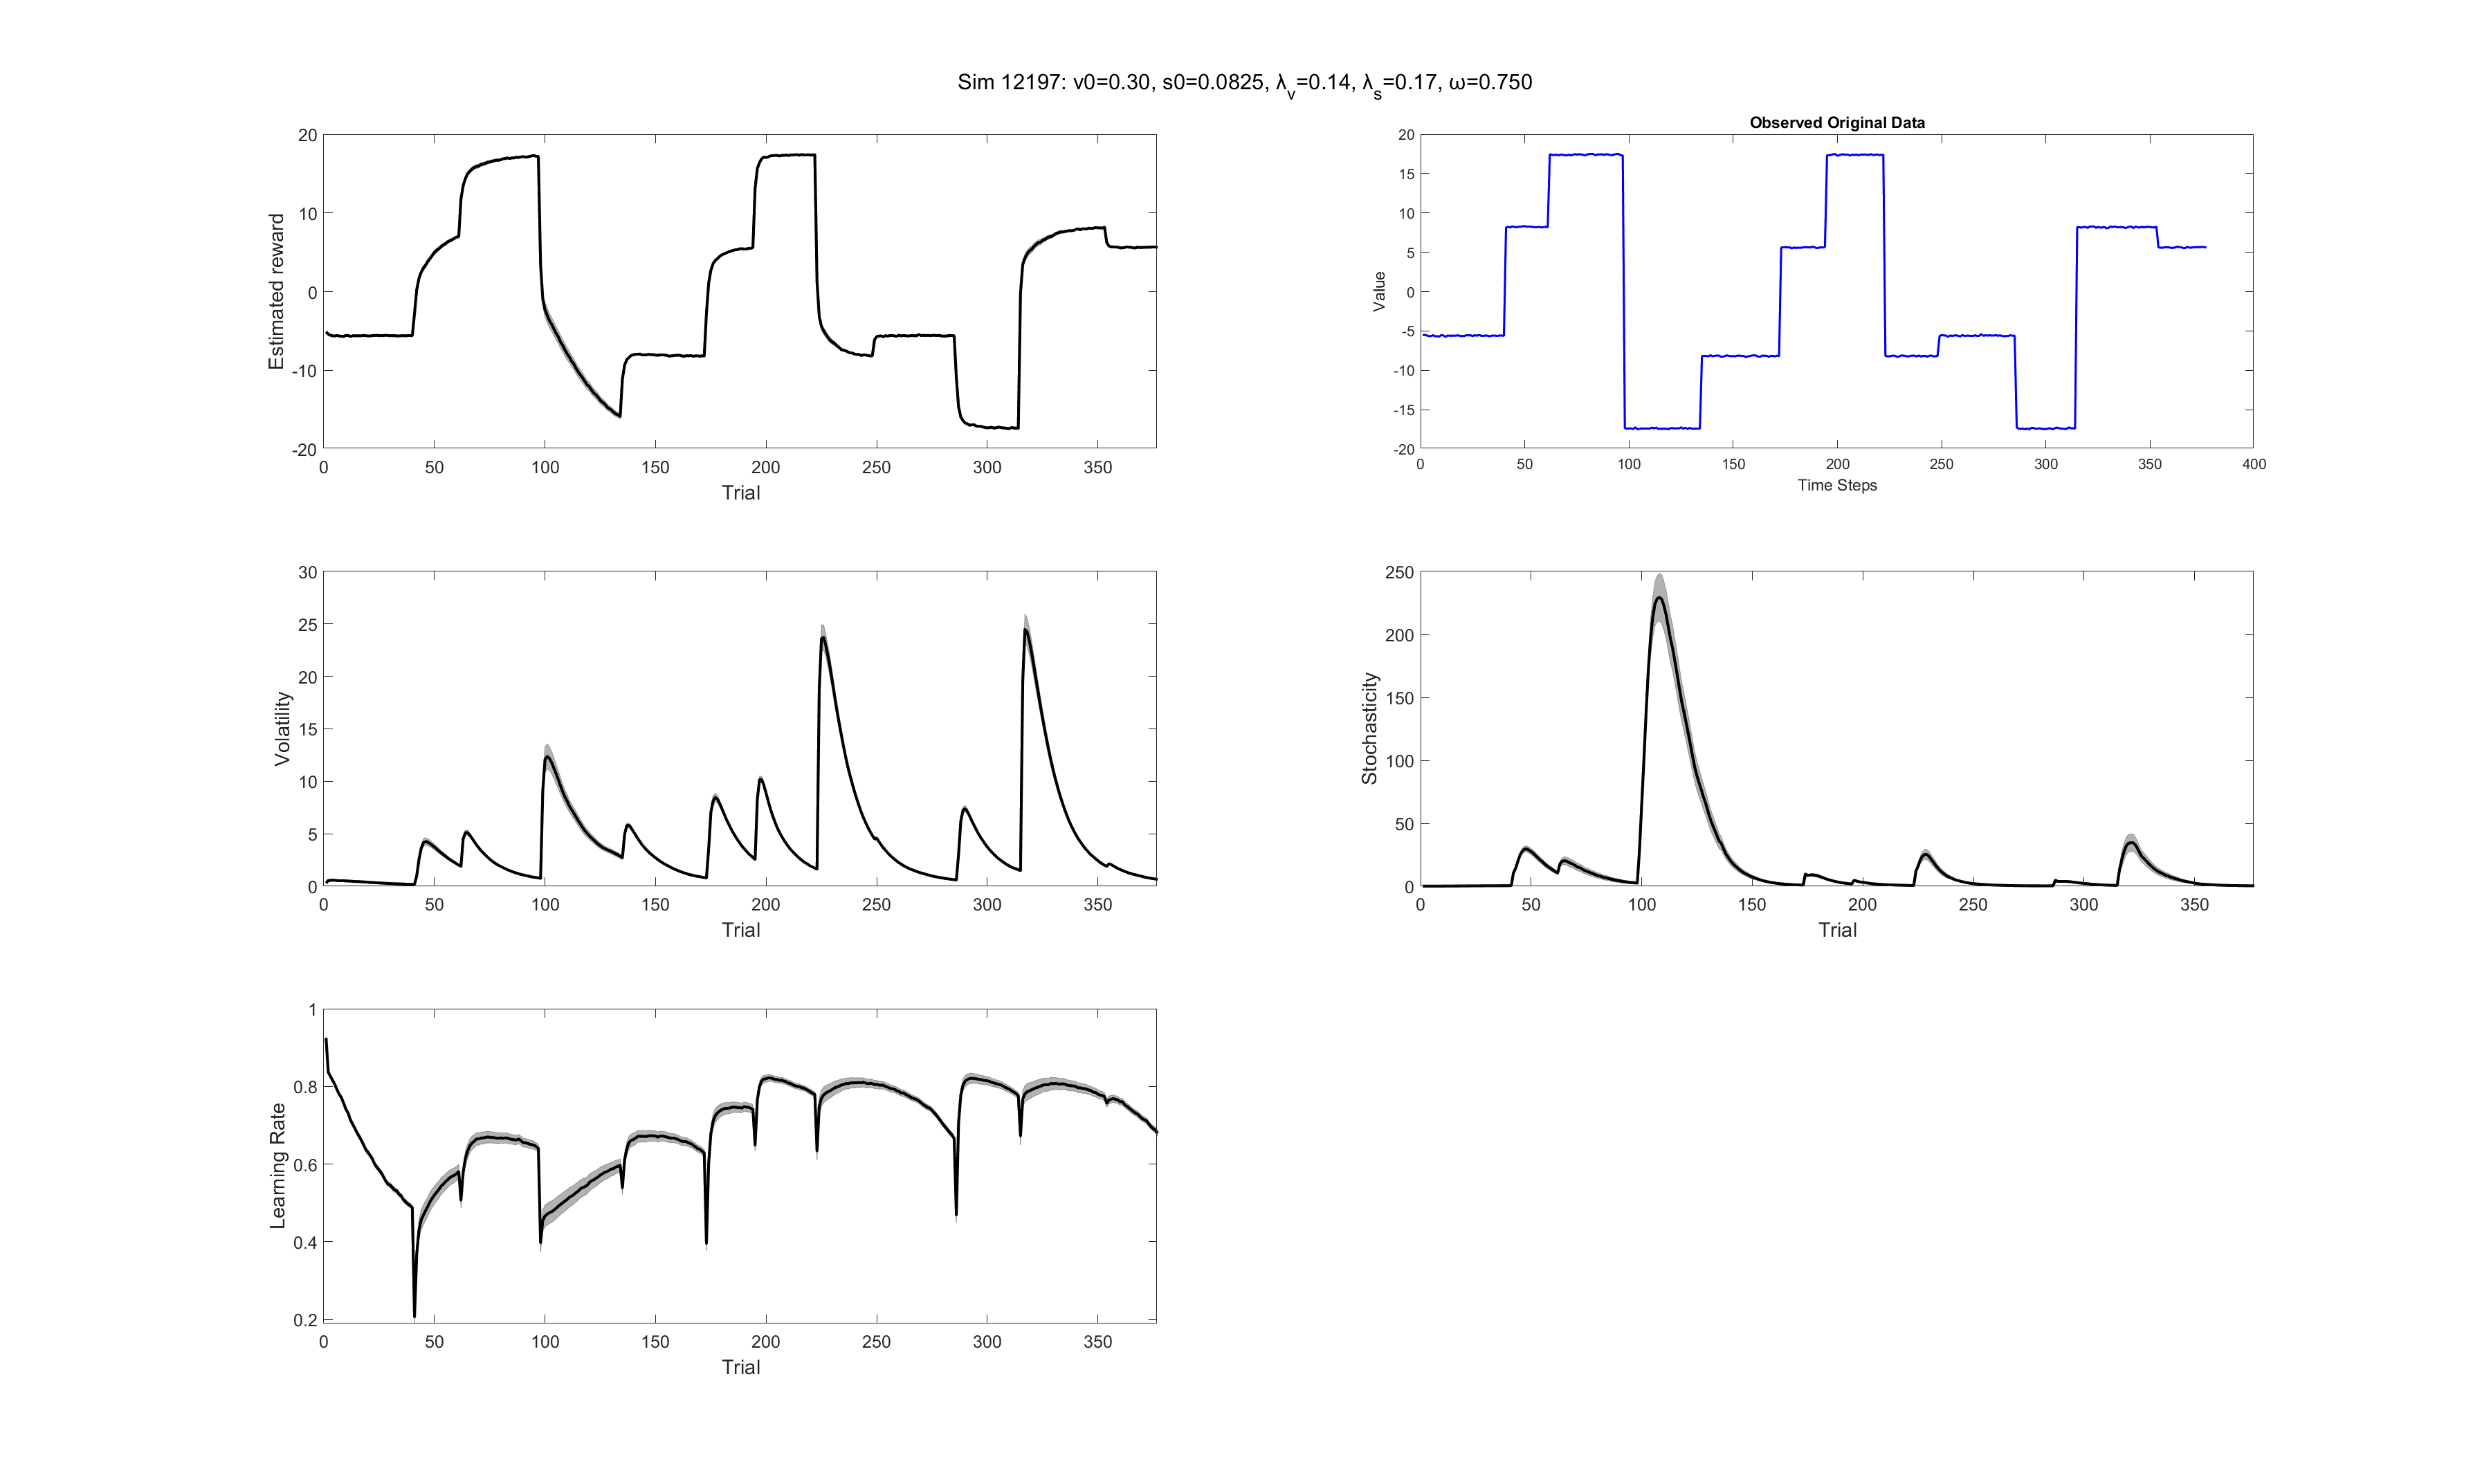 Sim 12197: v0=0.30, s0=0.0825, λv=0.14, λs=0.17, ω=0.750
20
10
0
-10
-20
Estimated reward
0 50 100 150 200 250 300 350
Trial
Observed Original Data
20
15
10
5
0
-5
-10
-15
-20
Value
0 50 100 150 200 250 300 350 400
Time Steps
30
25
20
15
10
5
0
Volatility
0 50 100 150 200 250 300 350
Trial
250
200
150
100
50
0
Stochasticity
0 50 100 150 200 250 300 350
Trial
1
0.8
0.6
0.4
0.2
Learning Rate
0 50 100 150 200 250 300 350
Trial